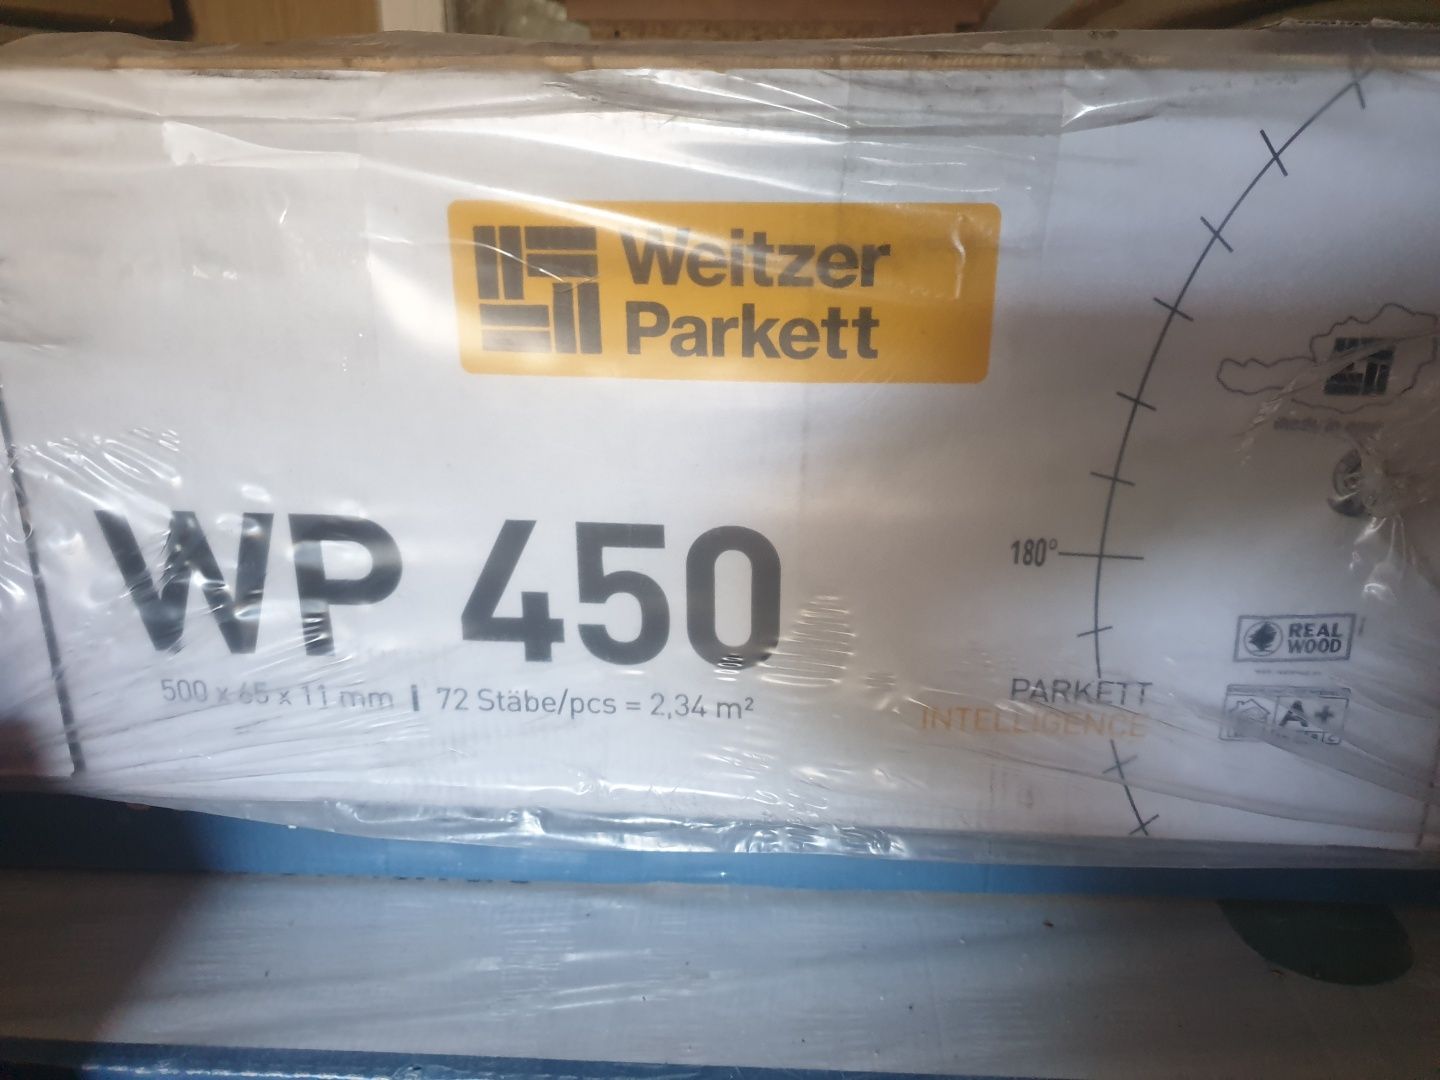 Weitzer
Parkett
WP 450
500 x 65 x 11 mm | 72 Stäbe/pcs = 2,34 m²
180°
REAL
WOOD
PARKETT
INTELLIGENCE
A+